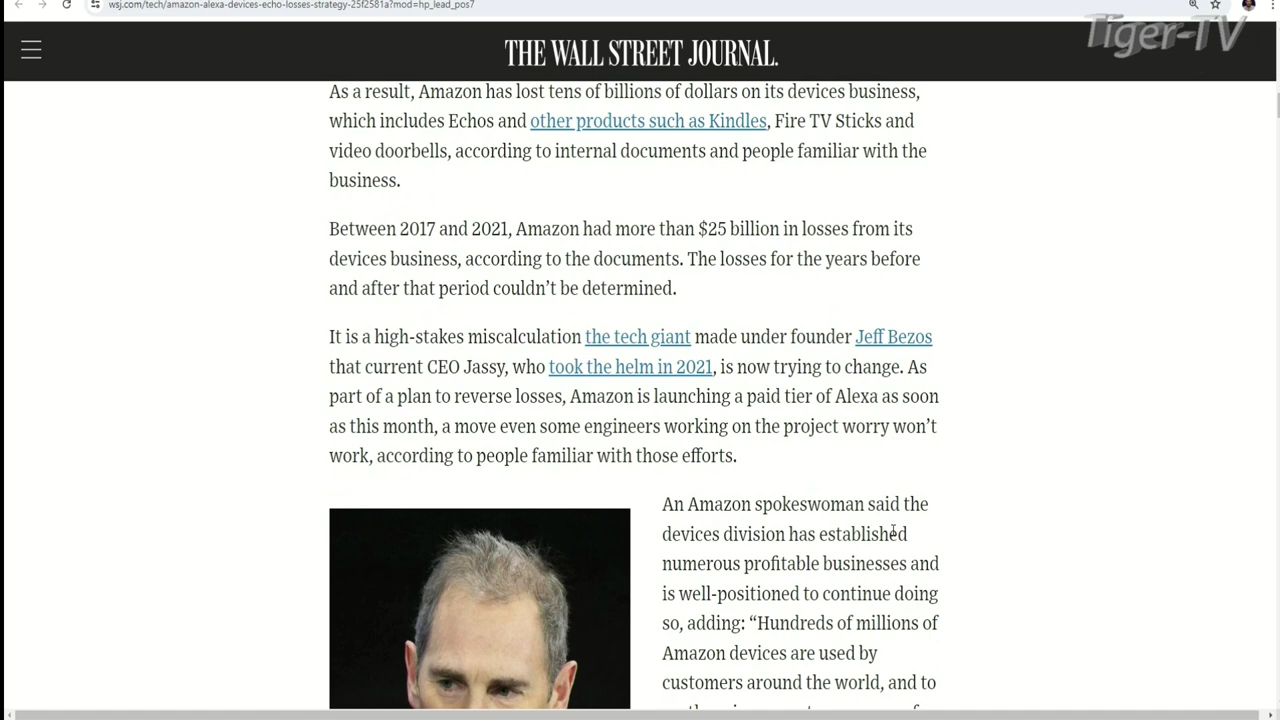 wsj.com/tech/amazon-alexa-devices-echo-losses-strategy-25f2581a?mod=hp_lead_pos7
Tiger-TV
THE WALL STREET JOURNAL.
As a result, Amazon has lost tens of billions of dollars on its devices business,
which includes Echos and other products such as Kindles, Fire TV Sticks and
video doorbells, according to internal documents and people familiar with the
business.
Between 2017 and 2021, Amazon had more than $25 billion in losses from its
devices business, according to the documents. The losses for the years before
and after that period couldn’t be determined.
It is a high-stakes miscalculation the tech giant made under founder Jeff Bezos
that current CEO Jassy, who took the helm in 2021, is now trying to change. As
part of a plan to reverse losses, Amazon is launching a paid tier of Alexa as soon
as this month, a move even some engineers working on the project worry won’t
work, according to people familiar with those efforts.
An Amazon spokeswoman said the
devices division has established
numerous profitable businesses and
is well-positioned to continue doing
so, adding: “Hundreds of millions of
Amazon devices are used by
customers around the world, and to